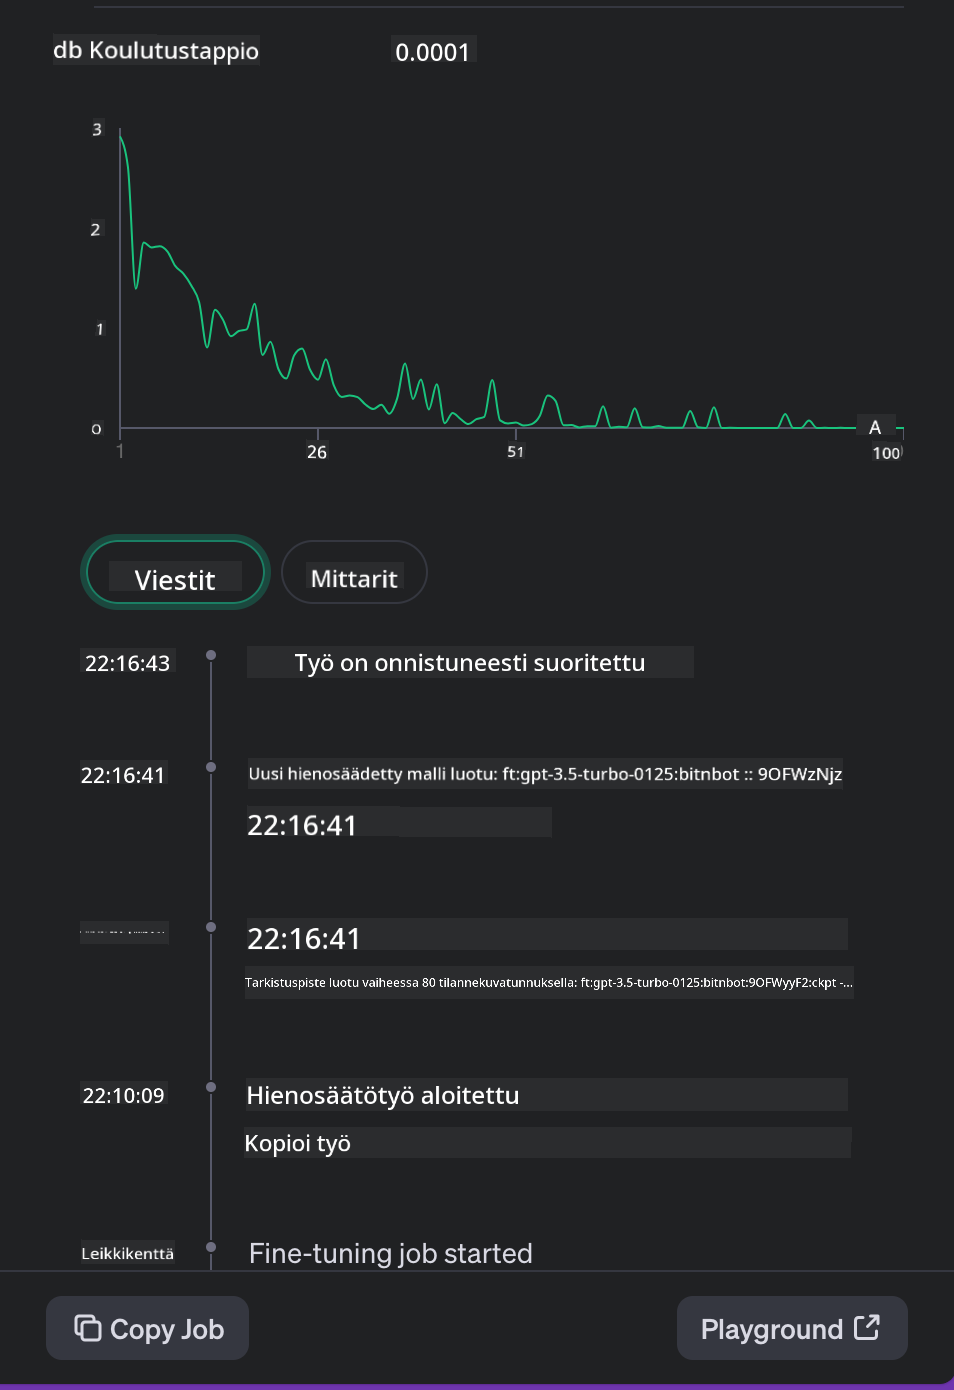 db Koulutustappio 0.0001
3
2
1
0
1 26 51 100
A
Viestit Mittarit
22:16:43 Työ on onnistuneesti suoritettu
22:16:41 Uusi hienosäädetty malli luotu: ft:gpt-3.5-turbo-0125:bitnbot :: 9OFWzNjz
22:16:41
22:16:41
Tarkistuspiste luotu vaiheessa 80 tilannekuvatunnuksella: ft:gpt-3.5-turbo-0125:bitnbot:9OFWyyF2:ckpt -...
22:10:09 Hienosäätötyö aloitettu
Kopioi työ
Leikkikenttä Fine-tuning job started
Copy Job Playground